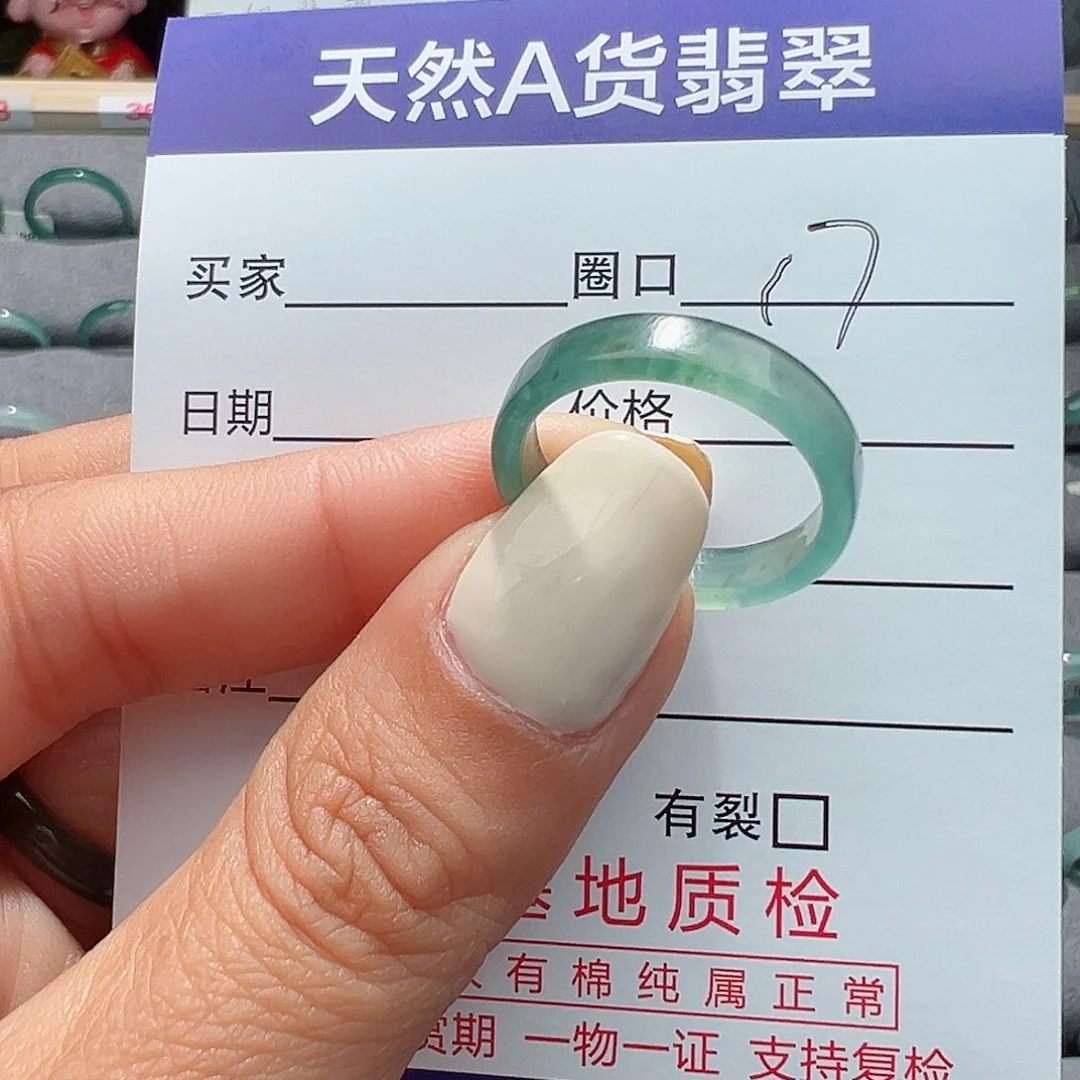 天然A货翡翠
买家 圈口 17
日期 价格
有裂□
地质检
有棉纯属正常
期 一物一证 支持复检